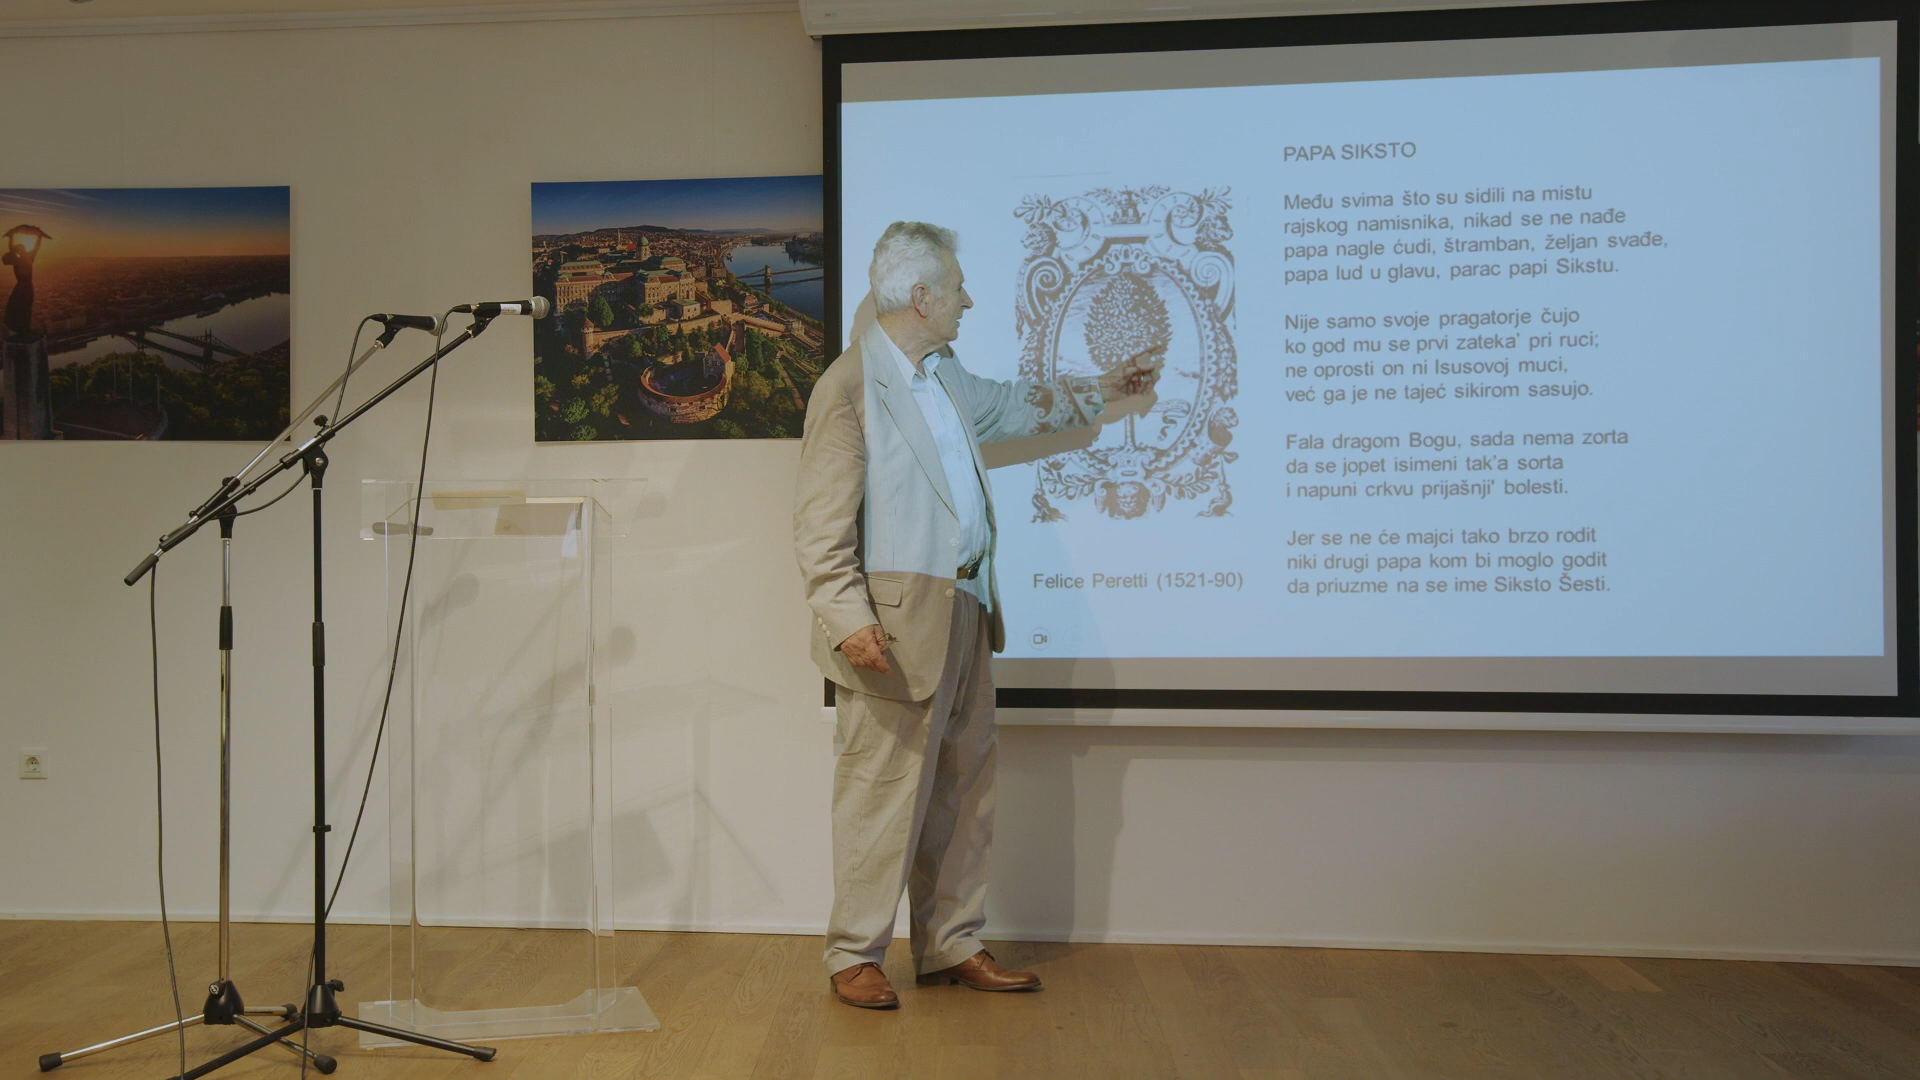 PAPA SIKSTO
Među svima što su sidili na mistu
rajskog namisnika, nikad se ne nađe
papa nagle ćudi, štramban, željan svađe,
papa lud u glavu, parac papi Sikstu.
Nije samo svoje pragatorje čujo
ko god mu se prvi zateka' pri ruci;
ne oprosti on ni Isusovoj muci,
već ga je ne taječ sikirom sasujo.
Fala dragom Bogu, sada nema zorta
da se jopet isimeni tak'a sorta
i napuni crkvu prijašnji' bolesti.
Jer se ne će majci tako brzo rodit
niki drugi papa kom bi moglo godit
da priuzme na se ime Siksto Šesti.
Felice Peretti (1521-90)